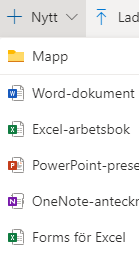 Nytt Lad
Mapp
Word-dokument
Excel-arbetsbok
PowerPoint-prese
OneNote-anteckn
Forms för Excel